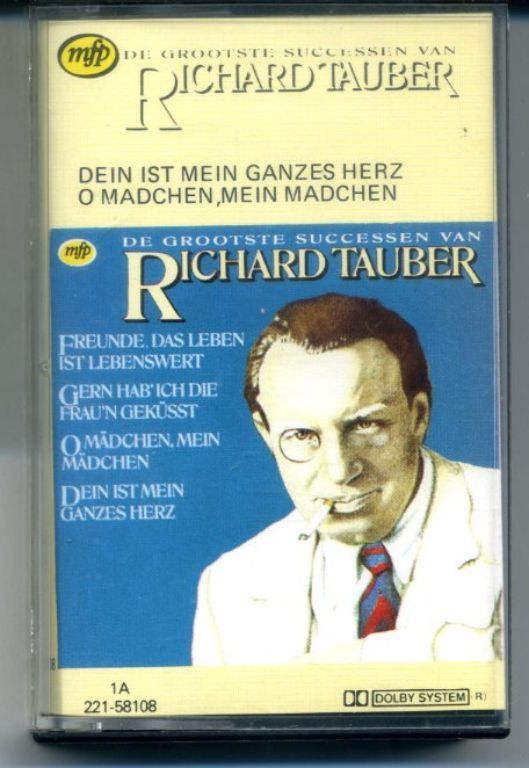 mfp
DE GROOTSTE SUCCESSEN VAN
RICHARD TAUBER
DEIN IST MEIN GANZES HERZ
O MADCHEN, MEIN MADCHEN
mfp
DE GROOTSTE SUCCESSEN VAN
RICHARD TAUBER
FREUNDE, DAS LEBEN
IST LEBENSWERT
GERN HAB' ICH DIE
FRAU'N GEKÜSST
O MÄDCHEN, MEIN
MÄDCHEN
DEIN IST MEIN
GANZES HERZ
1A
221-58108
DOLBY SYSTEM R)